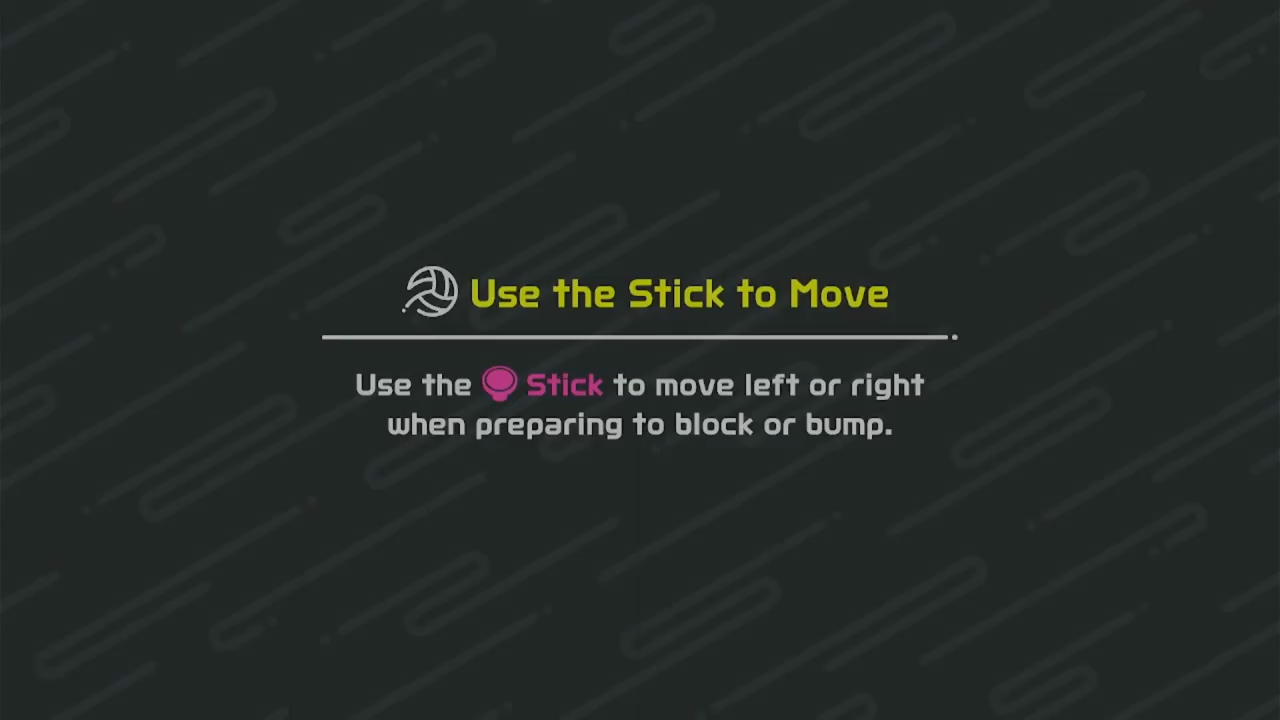 Use the Stick to Move
Use the Stick to move left or right
when preparing to block or bump.